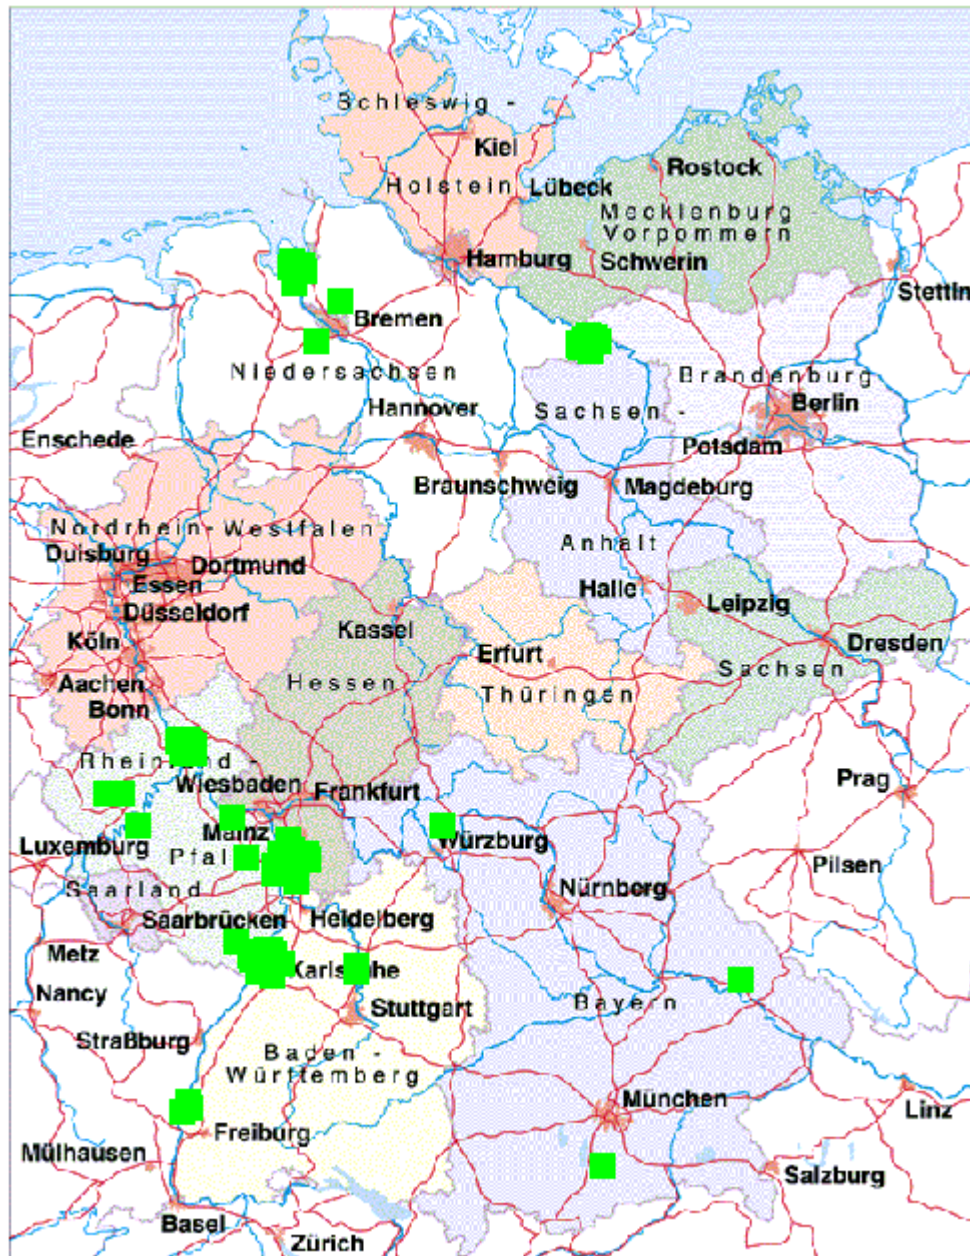 Schleswig -
Kiel
Holstein
Lübeck
Rostock
Mecklenburg -
Vorpommern
Hamburg
Schwerin
Stettin
Bremen
Niedersachsen
Brandenburg
Hannover
Sachsen -
Berlin
Enschede
Potsdam
Braunschweig
Magdeburg
Nordrhein-Westfalen
Anhalt
Duisburg
Dortmund
Essen
Halle
Leipzig
Düsseldorf
Kassel
Köln
Erfurt
Dresden
Hessen
Sachsen
Aachen
Thüringen
Bonn
Rheinland -
Wiesbaden
Frankfurt
Prag
Mainz
Luxemburg
Würzburg
Pfal
Pilsen
Saarland
Nürnberg
Saarbrücken
Heidelberg
Metz
Karlsruhe
Nancy
Stuttgart
Bayern
Straßburg
Baden -
Württemberg
München
Linz
Freiburg
Mülhausen
Salzburg
Basel
Zürich